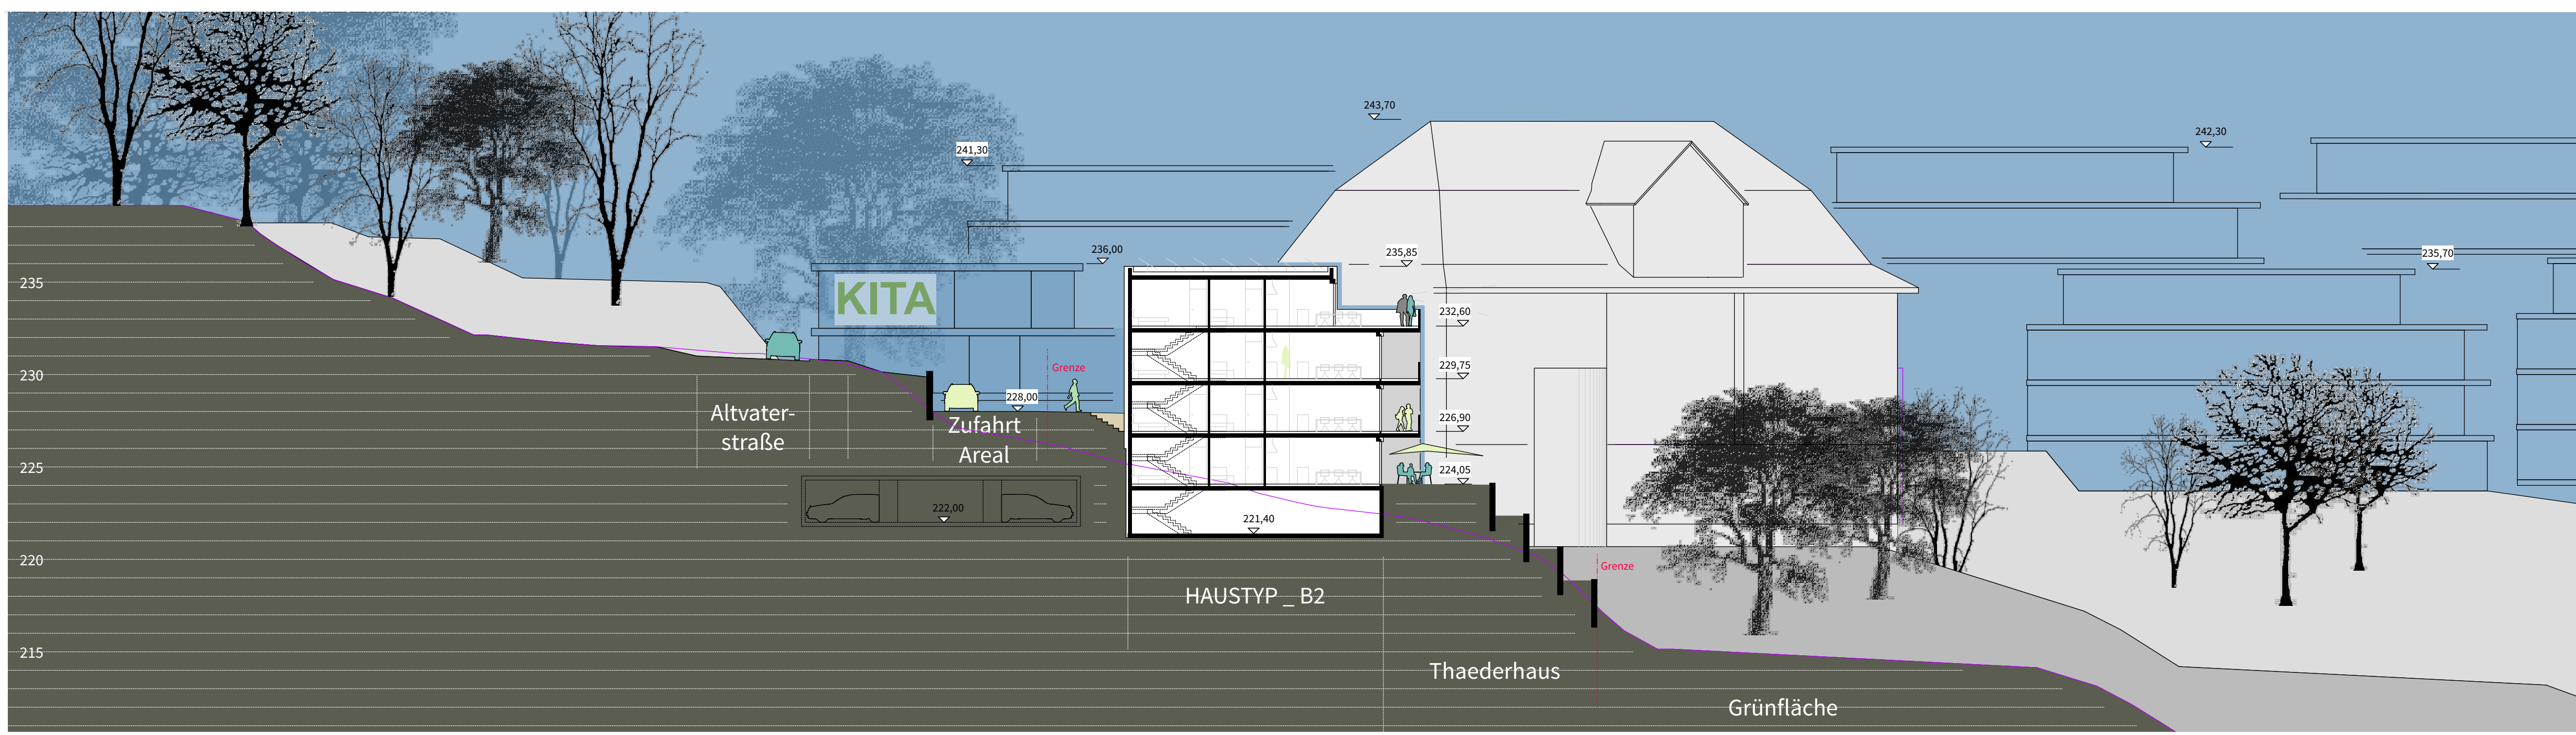 243,70
242,30
241,30
236,00
235,85
235,70
235
KITA
232,60
230
Grenze
229,75
228,00
Altvater-
straße
Zufahrt
Areal
226,90
225
224,05
222,00
221,40
220
Grenze
HAUSTYP _ B2
215
Thaederhaus
Grünfläche